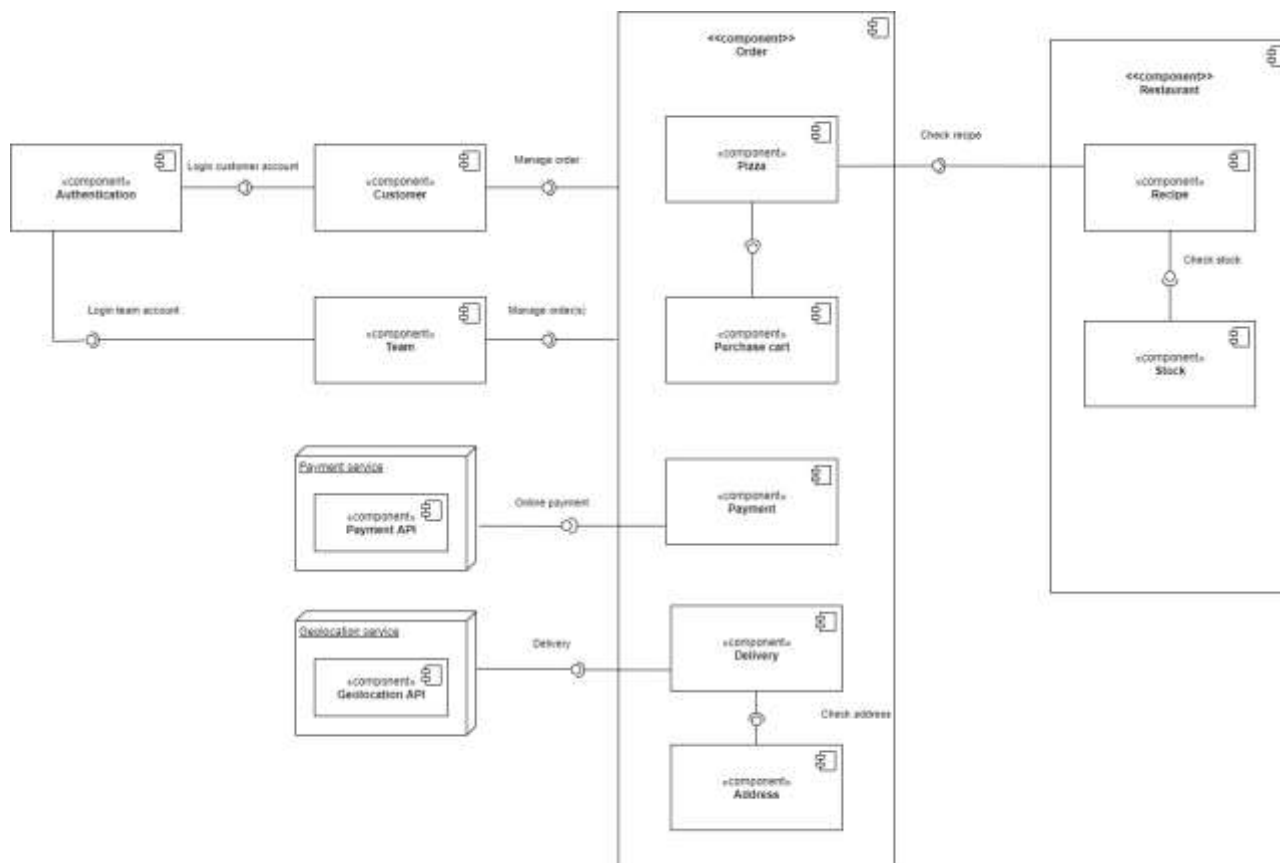 <<component>>
Order
<<component>>
Restaurant
«component»
Authentication
Login customer account
«component»
Customer
Manage order
«component»
Pizza
Check recipe
«component»
Recipe
Check stock
Login team account
«component»
Team
Manage order(s)
«component»
Purchase cart
«component»
Stock
Payment service
«component»
Payment API
Online payment
«component»
Payment
Geolocation service
«component»
Geolocation API
Delivery
«component»
Delivery
Check address
«component»
Address